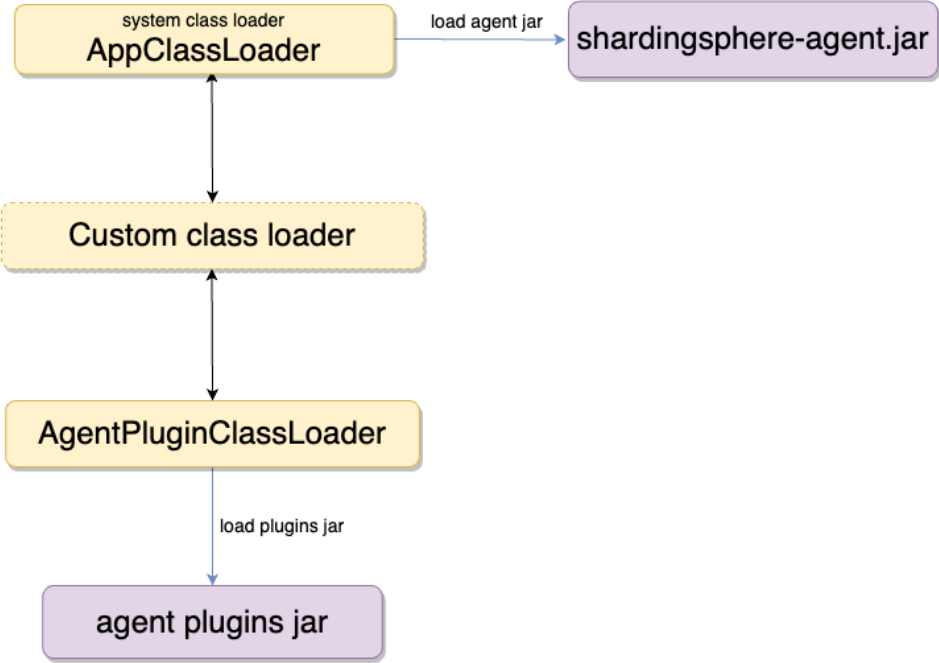 system class loader
AppClassLoader
load agent jar
shardingsphere-agent.jar
Custom class loader
AgentPluginClassLoader
load plugins jar
agent plugins jar